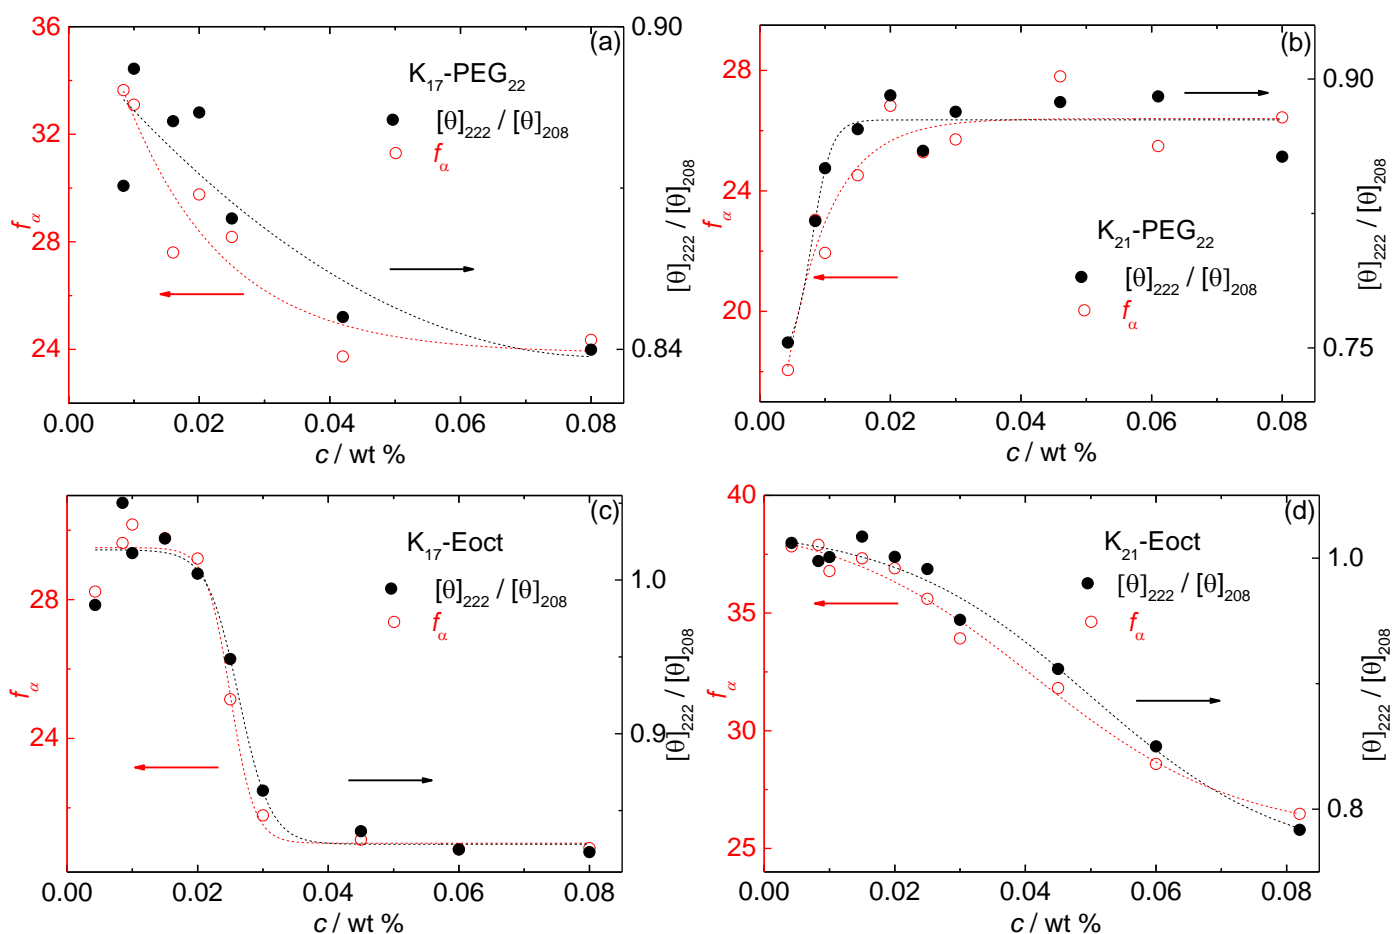 (a)
K₁₇-PEG₂₂
[θ]₂₂₂ / [θ]₂₀₈
fα
36
32
28
24
fα
0.90
0.84
[θ]₂₂₂ / [θ]₂₀₈
0.00 0.02 0.04 0.06 0.08
c / wt %
(b)
K₂₁-PEG₂₂
[θ]₂₂₂ / [θ]₂₀₈
fα
28
24
20
fα
0.90
0.75
[θ]₂₂₂ / [θ]₂₀₈
0.00 0.02 0.04 0.06 0.08
c / wt %
(c)
K₁₇-Eoct
[θ]₂₂₂ / [θ]₂₀₈
fα
28
24
fα
1.0
0.9
[θ]₂₂₂ / [θ]₂₀₈
0.00 0.02 0.04 0.06 0.08
c / wt %
(d)
K₂₁-Eoct
[θ]₂₂₂ / [θ]₂₀₈
fα
40
35
30
25
fα
1.0
0.8
[θ]₂₂₂ / [θ]₂₀₈
0.00 0.02 0.04 0.06 0.08
c / wt %